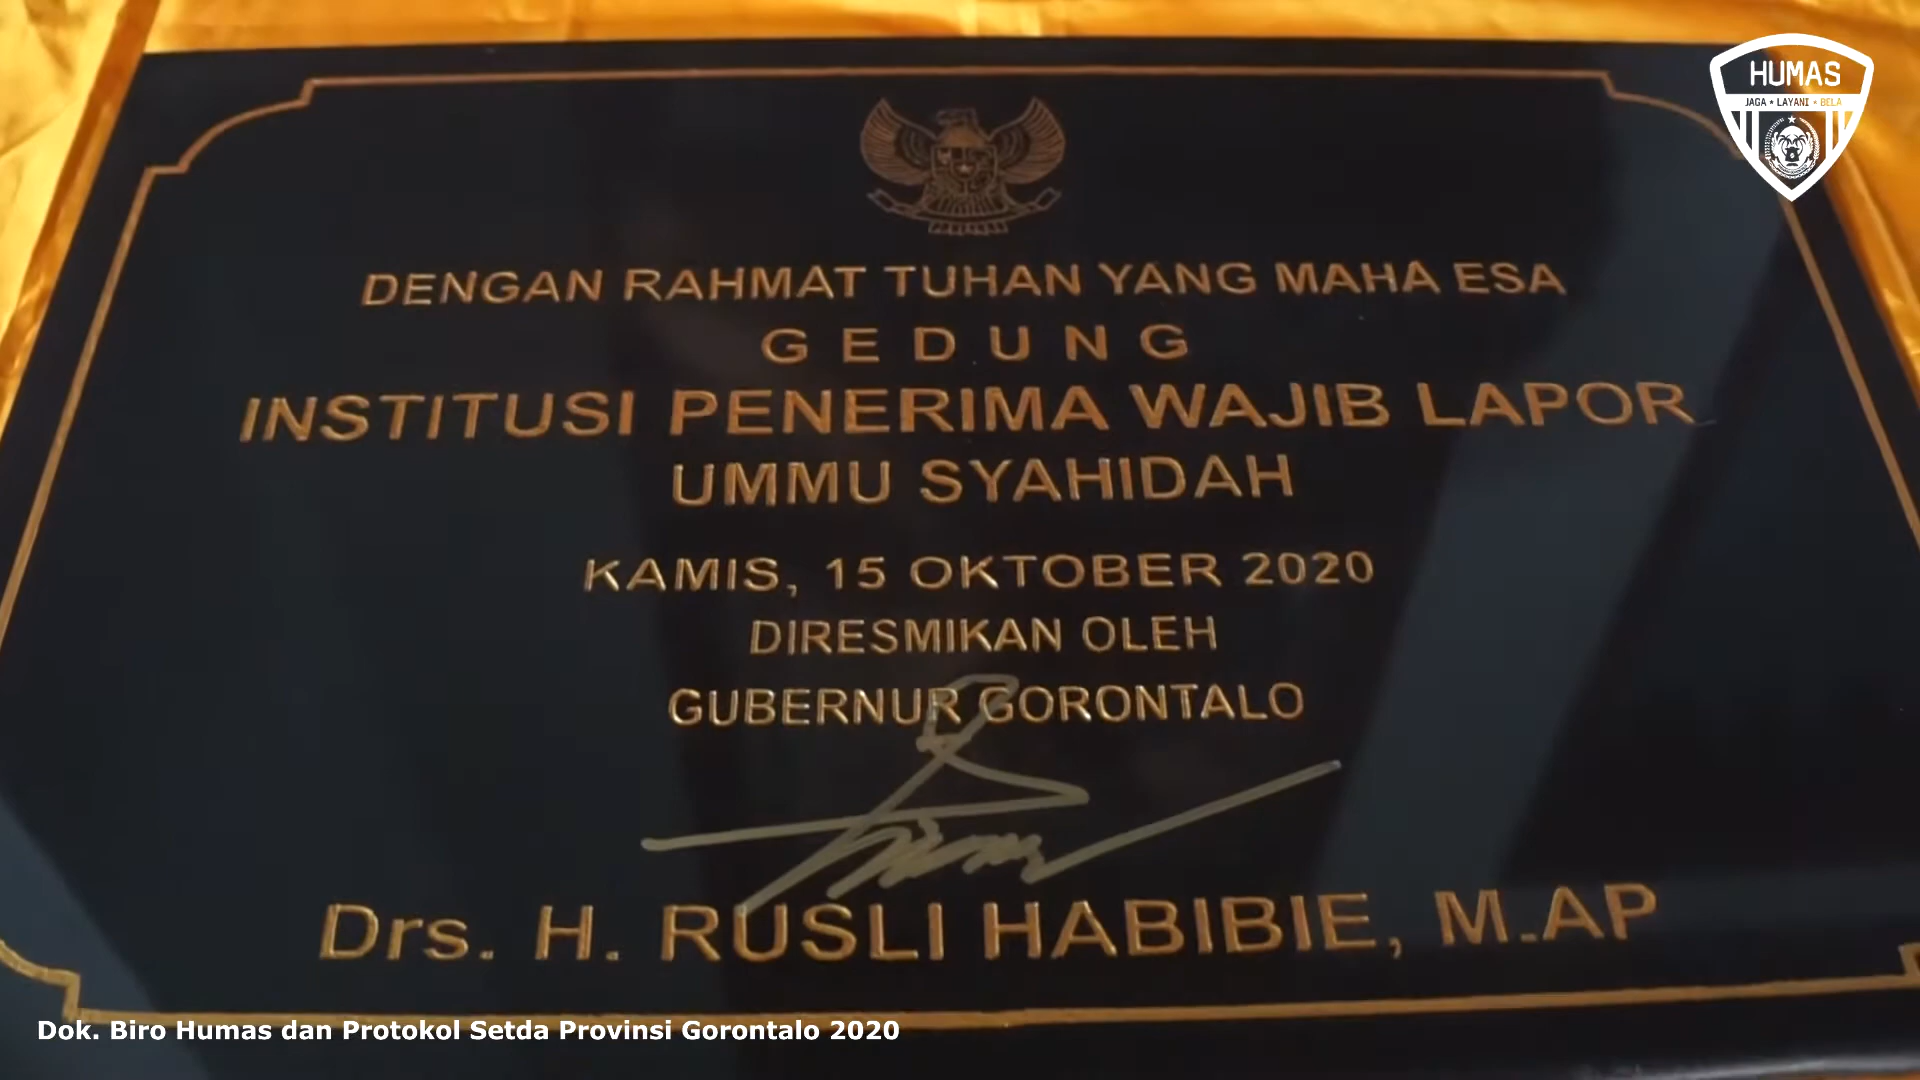 HUMAS
JAGA ★ LAYANI ★ BELA
DENGAN RAHMAT TUHAN YANG MAHA ESA
GEDUNG
INSTITUSI PENERIMA WAJIB LAPOR
UMMU SYAHIDAH
KAMIS, 15 OKTOBER 2020
DIRESMIKAN OLEH
GUBERNUR GORONTALO
Drs. H. RUSLI HABIBIE, M.AP
Dok. Biro Humas dan Protokol Setda Provinsi Gorontalo 2020